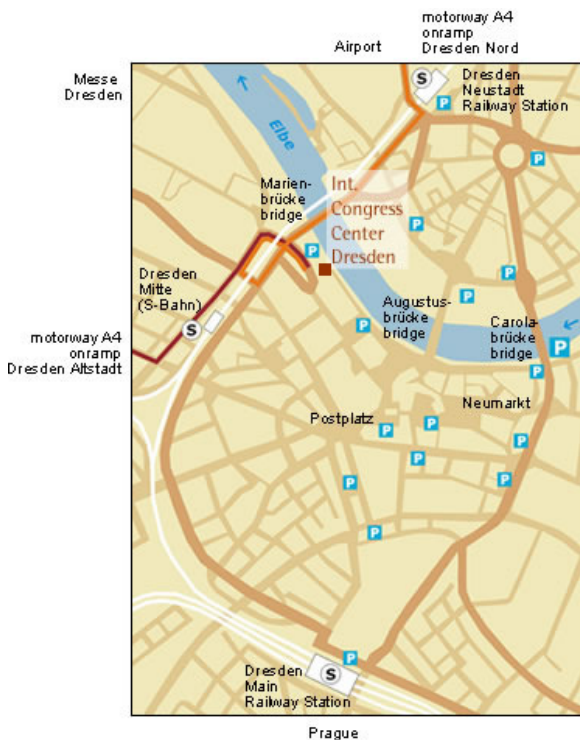 motorway A4
onramp
Dresden Nord
Airport
Messe
Dresden
S
Dresden
Neustadt
Railway Station
P
Elbe
P
Marien-
brücke
bridge
Int.
Congress
Center
Dresden
P
P
Dresden
Mitte
(S-Bahn)
S
P
P
Augustus-
brücke
bridge
Carola-
brücke
bridge
P
P
motorway A4
onramp
Dresden Altstadt
P
Neumarkt
Postplatz
P
P
P
P
P
P
P
P
Dresden
Main
Railway Station
S
Prague